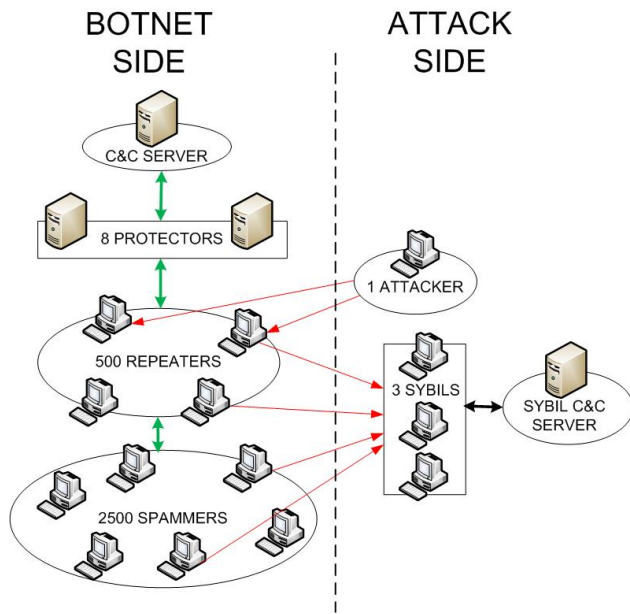 BOTNET
SIDE
ATTACK
SIDE
C&C SERVER
8 PROTECTORS
1 ATTACKER
500 REPEATERS
3 SYBILS
SYBIL C&C
SERVER
2500 SPAMMERS